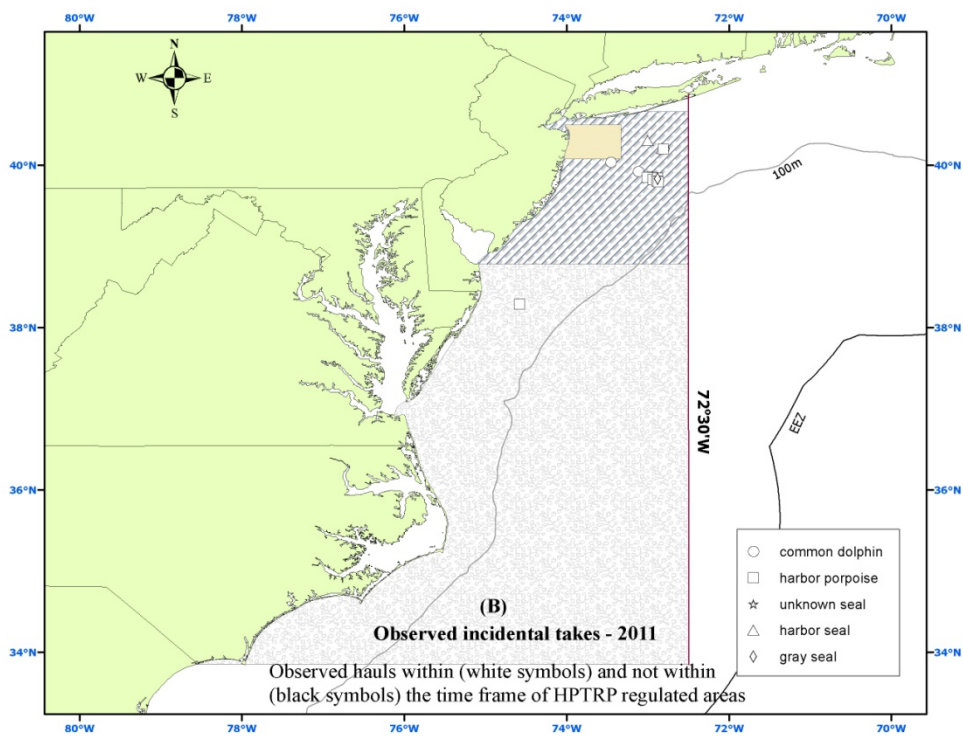 80°W 78°W 76°W 74°W 72°W 70°W
N
W E
S
40°N 40°N
100m
38°N 38°N
72°30'W
EEZ
36°N 36°N
common dolphin
harbor porpoise
unknown seal
harbor seal
gray seal
(B)
Observed incidental takes - 2011
34°N 34°N
Observed hauls within (white symbols) and not within
(black symbols) the time frame of HPTRP regulated areas
80°W 78°W 76°W 74°W 72°W 70°W